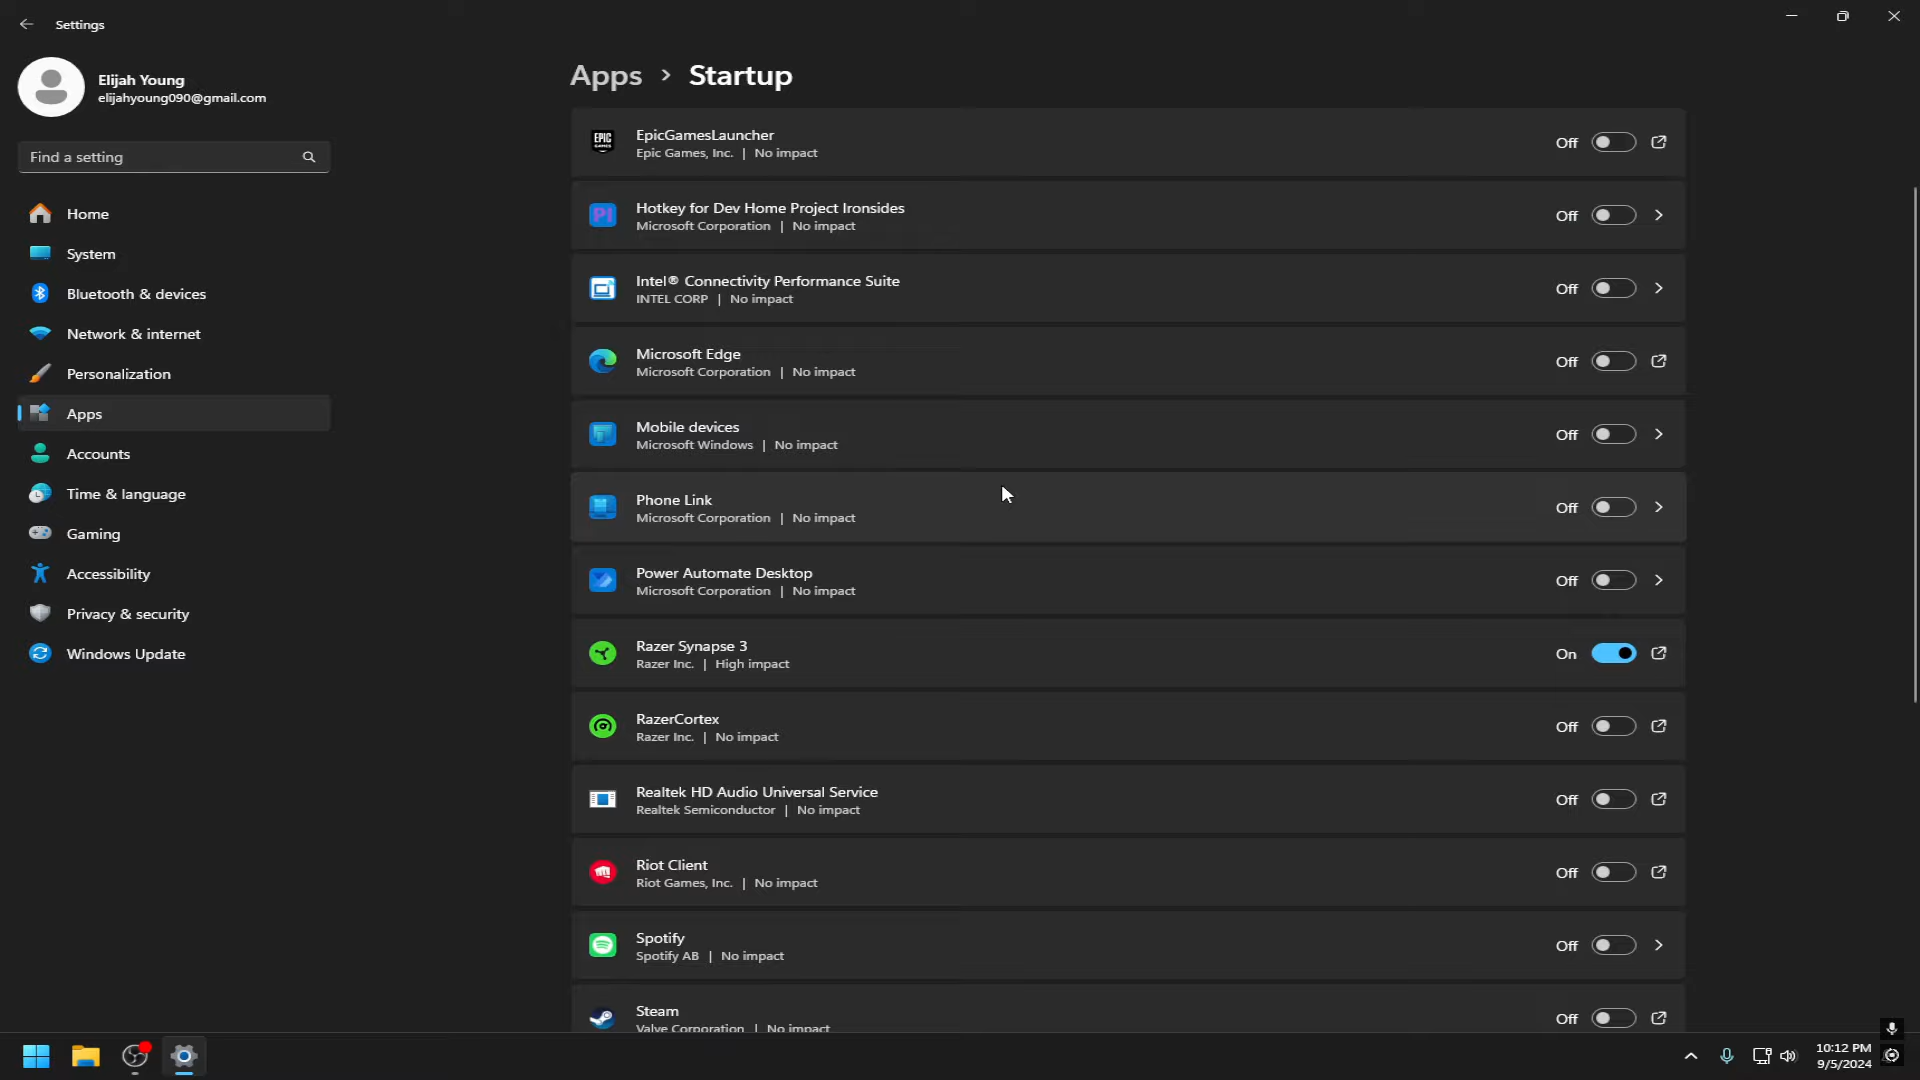 Settings
Elijah Young
elijahyoung090@gmail.com
Find a setting
Home
System
Bluetooth & devices
Network & internet
Personalization
Apps
Accounts
Time & language
Gaming
Accessibility
Privacy & security
Windows Update
Apps > Startup
EPIC GAMES
EpicGamesLauncher
Epic Games, Inc. | No impact
Off
PI
Hotkey for Dev Home Project Ironsides
Microsoft Corporation | No impact
Off
Intel® Connectivity Performance Suite
INTEL CORP | No impact
Off
Microsoft Edge
Microsoft Corporation | No impact
Off
Mobile devices
Microsoft Windows | No impact
Off
Phone Link
Microsoft Corporation | No impact
Off
Power Automate Desktop
Microsoft Corporation | No impact
Off
Razer Synapse 3
Razer Inc. | High impact
On
RazerCortex
Razer Inc. | No impact
Off
Realtek HD Audio Universal Service
Realtek Semiconductor | No impact
Off
Riot Client
Riot Games, Inc. | No impact
Off
Spotify
Spotify AB | No impact
Off
Steam
Valve Corporation | No impact
Off
10:12 PM
9/5/2024